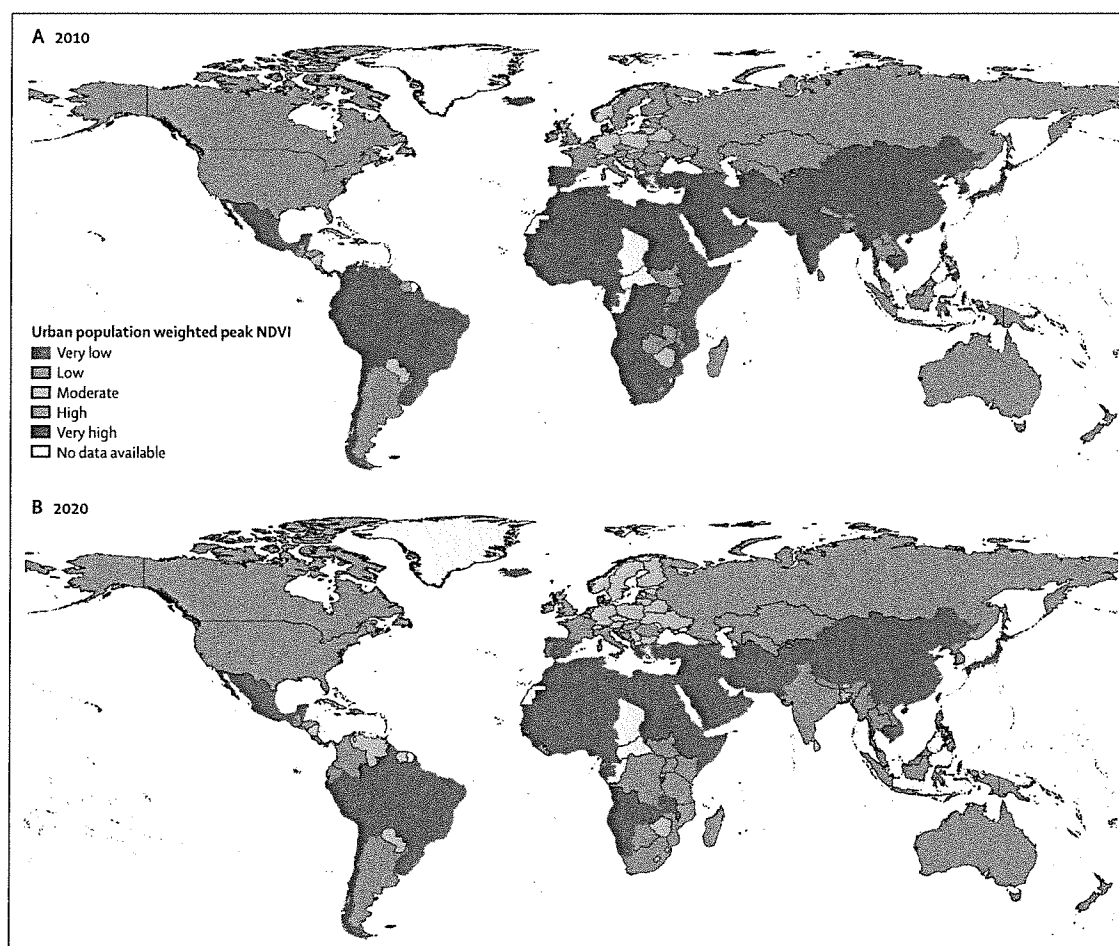 A 2010
Urban population weighted peak NDVI
Very low
Low
Moderate
High
Very high
No data available
B 2020